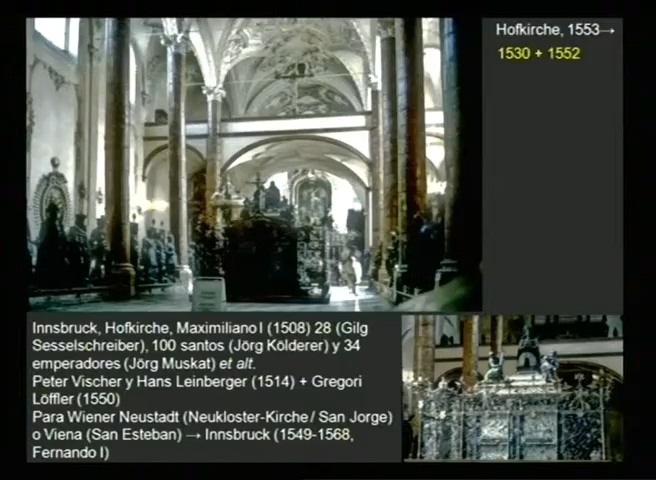 Hofkirche, 1553→
1530 + 1552
Innsbruck, Hofkirche, Maximiliano I (1508) 28 (Gilg
Sesselschreiber), 100 santos (Jörg Kölderer) y 34
emperadores (Jörg Muskat) et alt.
Peter Vischer y Hans Leinberger (1514) + Gregori
Löffler (1550)
Para Wiener Neustadt (Neukloster-Kirche/ San Jorge)
o Viena (San Esteban) → Innsbruck (1549-1568,
Fernando I)